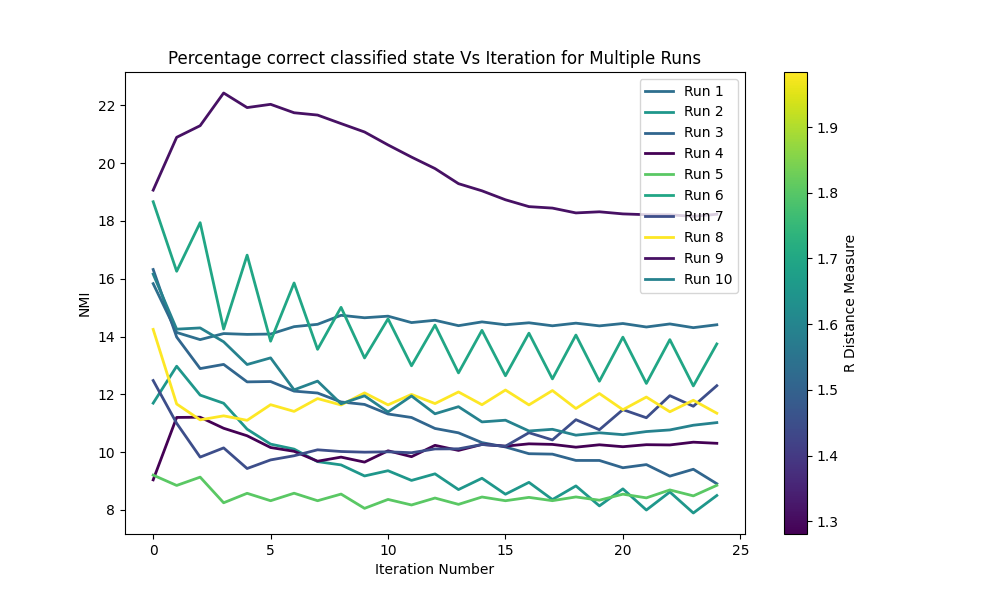 Percentage correct classified state Vs Iteration for Multiple Runs
NMI
22
20
18
16
14
12
10
8
0
5
10
15
20
25
Iteration Number
Run 1
Run 2
Run 3
Run 4
Run 5
Run 6
Run 7
Run 8
Run 9
Run 10
1.9
1.8
1.7
1.6
1.5
1.4
1.3
R Distance Measure